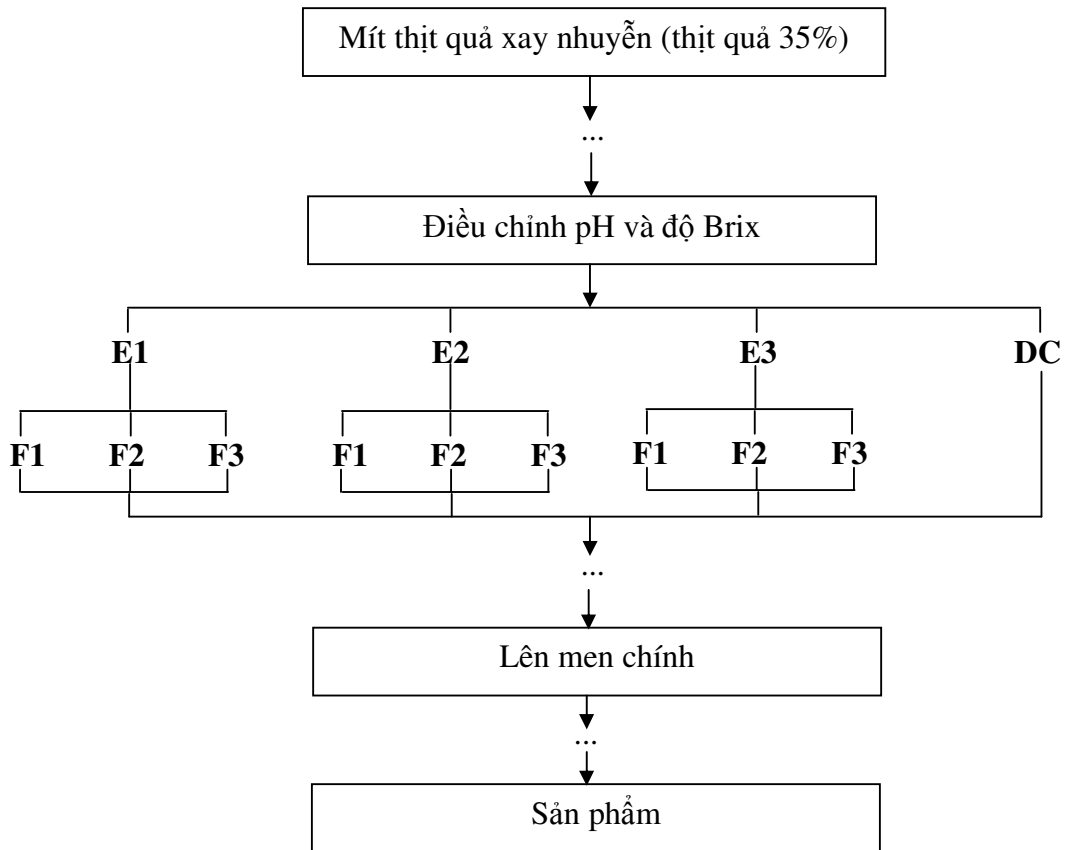 Mít thịt quả xay nhuyễn (thịt quả 35%)
...
Điều chỉnh pH và độ Brix
E1 E2 E3 DC
F1 F2 F3 F1 F2 F3 F1 F2 F3
...
Lên men chính
...
Sản phẩm